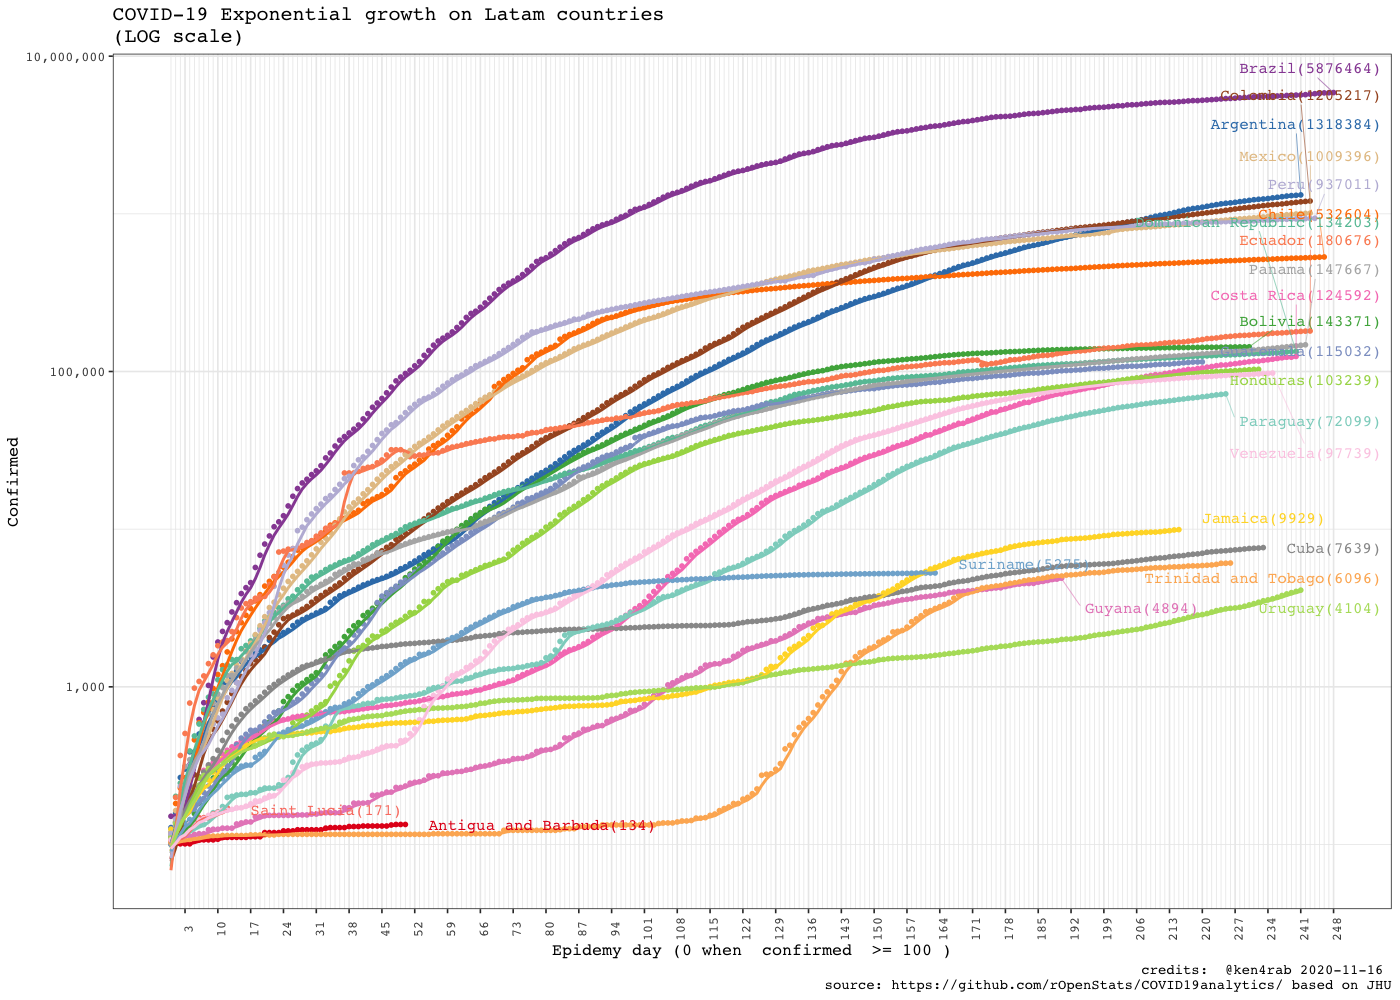 COVID-19 Exponential growth on Latam countries
(LOG scale)
10,000,000
100,000
1,000
Confirmed
Brazil(5876464)
Colombia(1205217)
Argentina(1318384)
Mexico(1009396)
Peru(937011)
Chile(532604)
Dominican Republic(134203)
Ecuador(180676)
Panama(147667)
Costa Rica(124592)
Bolivia(143371)
(115032)
Honduras(103239)
Paraguay(72099)
Venezuela(97739)
Jamaica(9929)
Cuba(7639)
Suriname(5275)
Trinidad and Tobago(6096)
Guyana(4894)
Uruguay(4104)
Saint Lucia(171)
Antigua and Barbuda(134)
3 10 17 24 31 38 45 52 59 66 73 80 87 94 101 108 115 122 129 136 143 150 157 164 171 178 185 192 199 206 213 220 227 234 241 248
Epidemy day (0 when  confirmed  >= 100 )
credits:  @ken4rab 2020-11-16
source: https://github.com/rOpenStats/COVID19analytics/ based on JHU